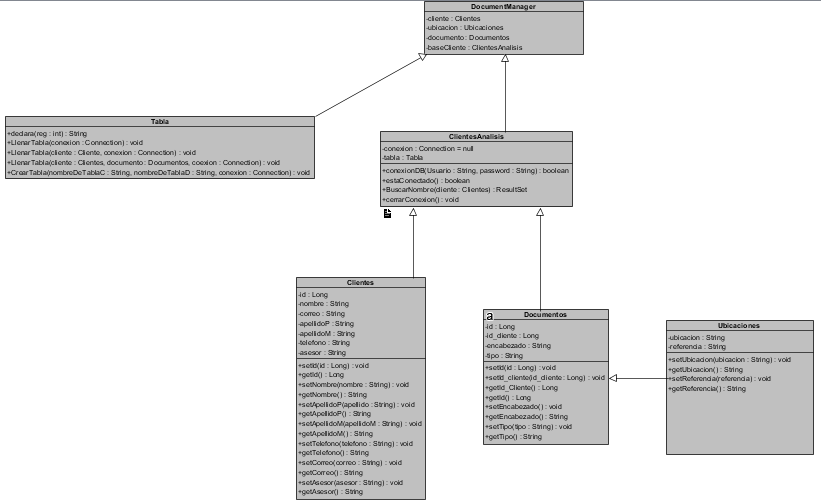 DocumentManager
-cliente : Clientes
-ubicacion : Ubicaciones
-documento : Documentos
-baseCliente : ClientesAnalisis
Tabla
+declara(reg : int) : String
+LlenarTabla(conexion : Connection) : void
+LlenarTabla(cliente : Cliente, conexion : Connection) : void
+LlenarTabla(cliente : Clientes, documento : Documentos, coexion : Connection) : void
+CrearTabla(nombreDeTablaC : String, nombreDeTablaD : String, conexion : Connection) : void
ClientesAnalisis
-conexion : Connection = null
-tabla : Tabla
+conexionDB(Usuario : String, password : String) : boolean
+estaConectado() : boolean
+BuscarNombre(cliente : Clientes) : ResultSet
+cerrarConexion() : void
Clientes
-id : Long
-nombre : String
-correo : String
-apellidoP : String
-apellidoM : String
-telefono : String
-asesor : String
+setId(id : Long) : void
+getId() : Long
+setNombre(nombre : String) : void
+getNombre() : String
+setApellidoP(apellido : String) : void
+getApellidoP() : String
+setApellidoM(apellidoM : String) : void
+getApellidoM() : String
+setTelefono(telefono : String) : void
+getTelefono() : String
+setCorreo(correo : String) : void
+getCorreo() : String
+setAsesor(asesor : String) : void
+getAsesor() : String
a
Documentos
-id : Long
-id_cliente : Long
-encabezado : String
-tipo : String
+setId(id : Long) : void
+setId_cliente(id_cliente : Long) : void
+getId_Cliente() : Long
+getId() : Long
+setEncabezado() : void
+getEncabezado() : String
+setTipo(tipo : String) : void
+getTipo() : String
Ubicaciones
-ubicacion : String
-referencia : String
+setUbicacion(ubicacion : String) : void
+getUbicacion() : String
+setReferencia(referencia) : void
+getReferencia() : String